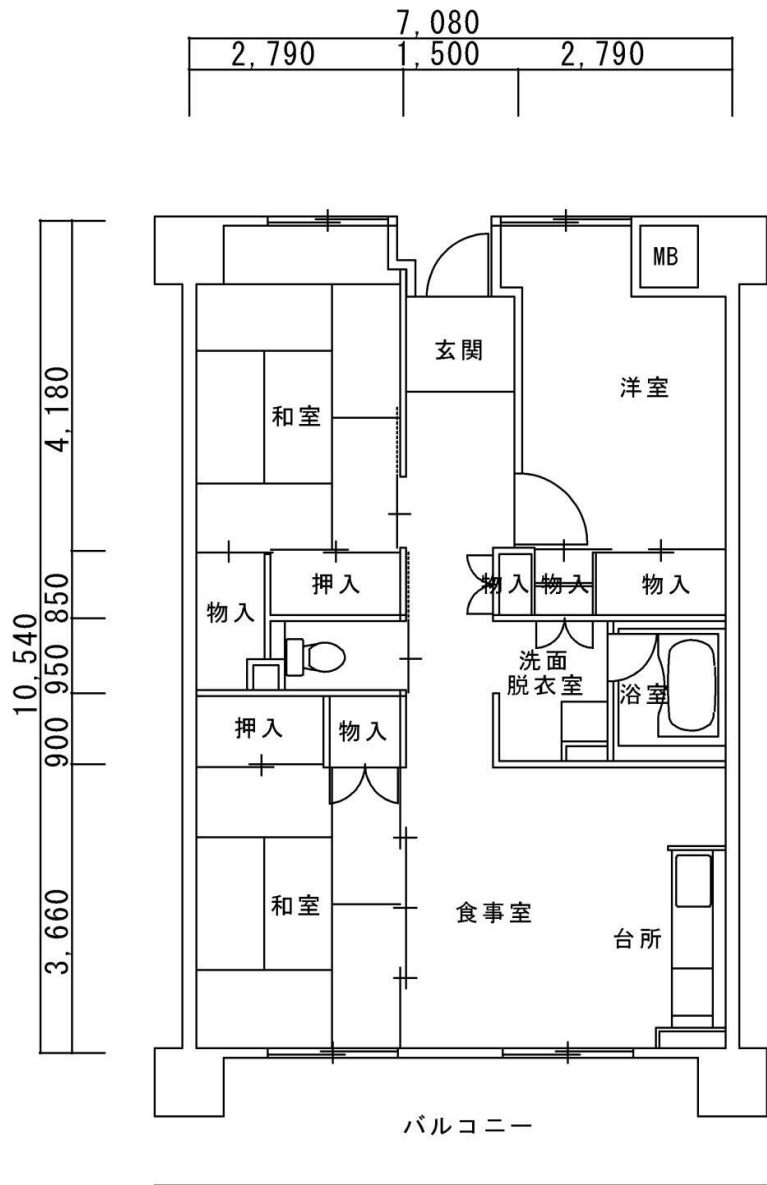 7,080
2,790
1,500
2,790
10,540
4,180
850
950
900
3,660
MB
玄関
洋室
和室
押入
物入
物入
物入
物入
洗面
脱衣室
浴室
押入
物入
和室
食事室
台所
バルコニー